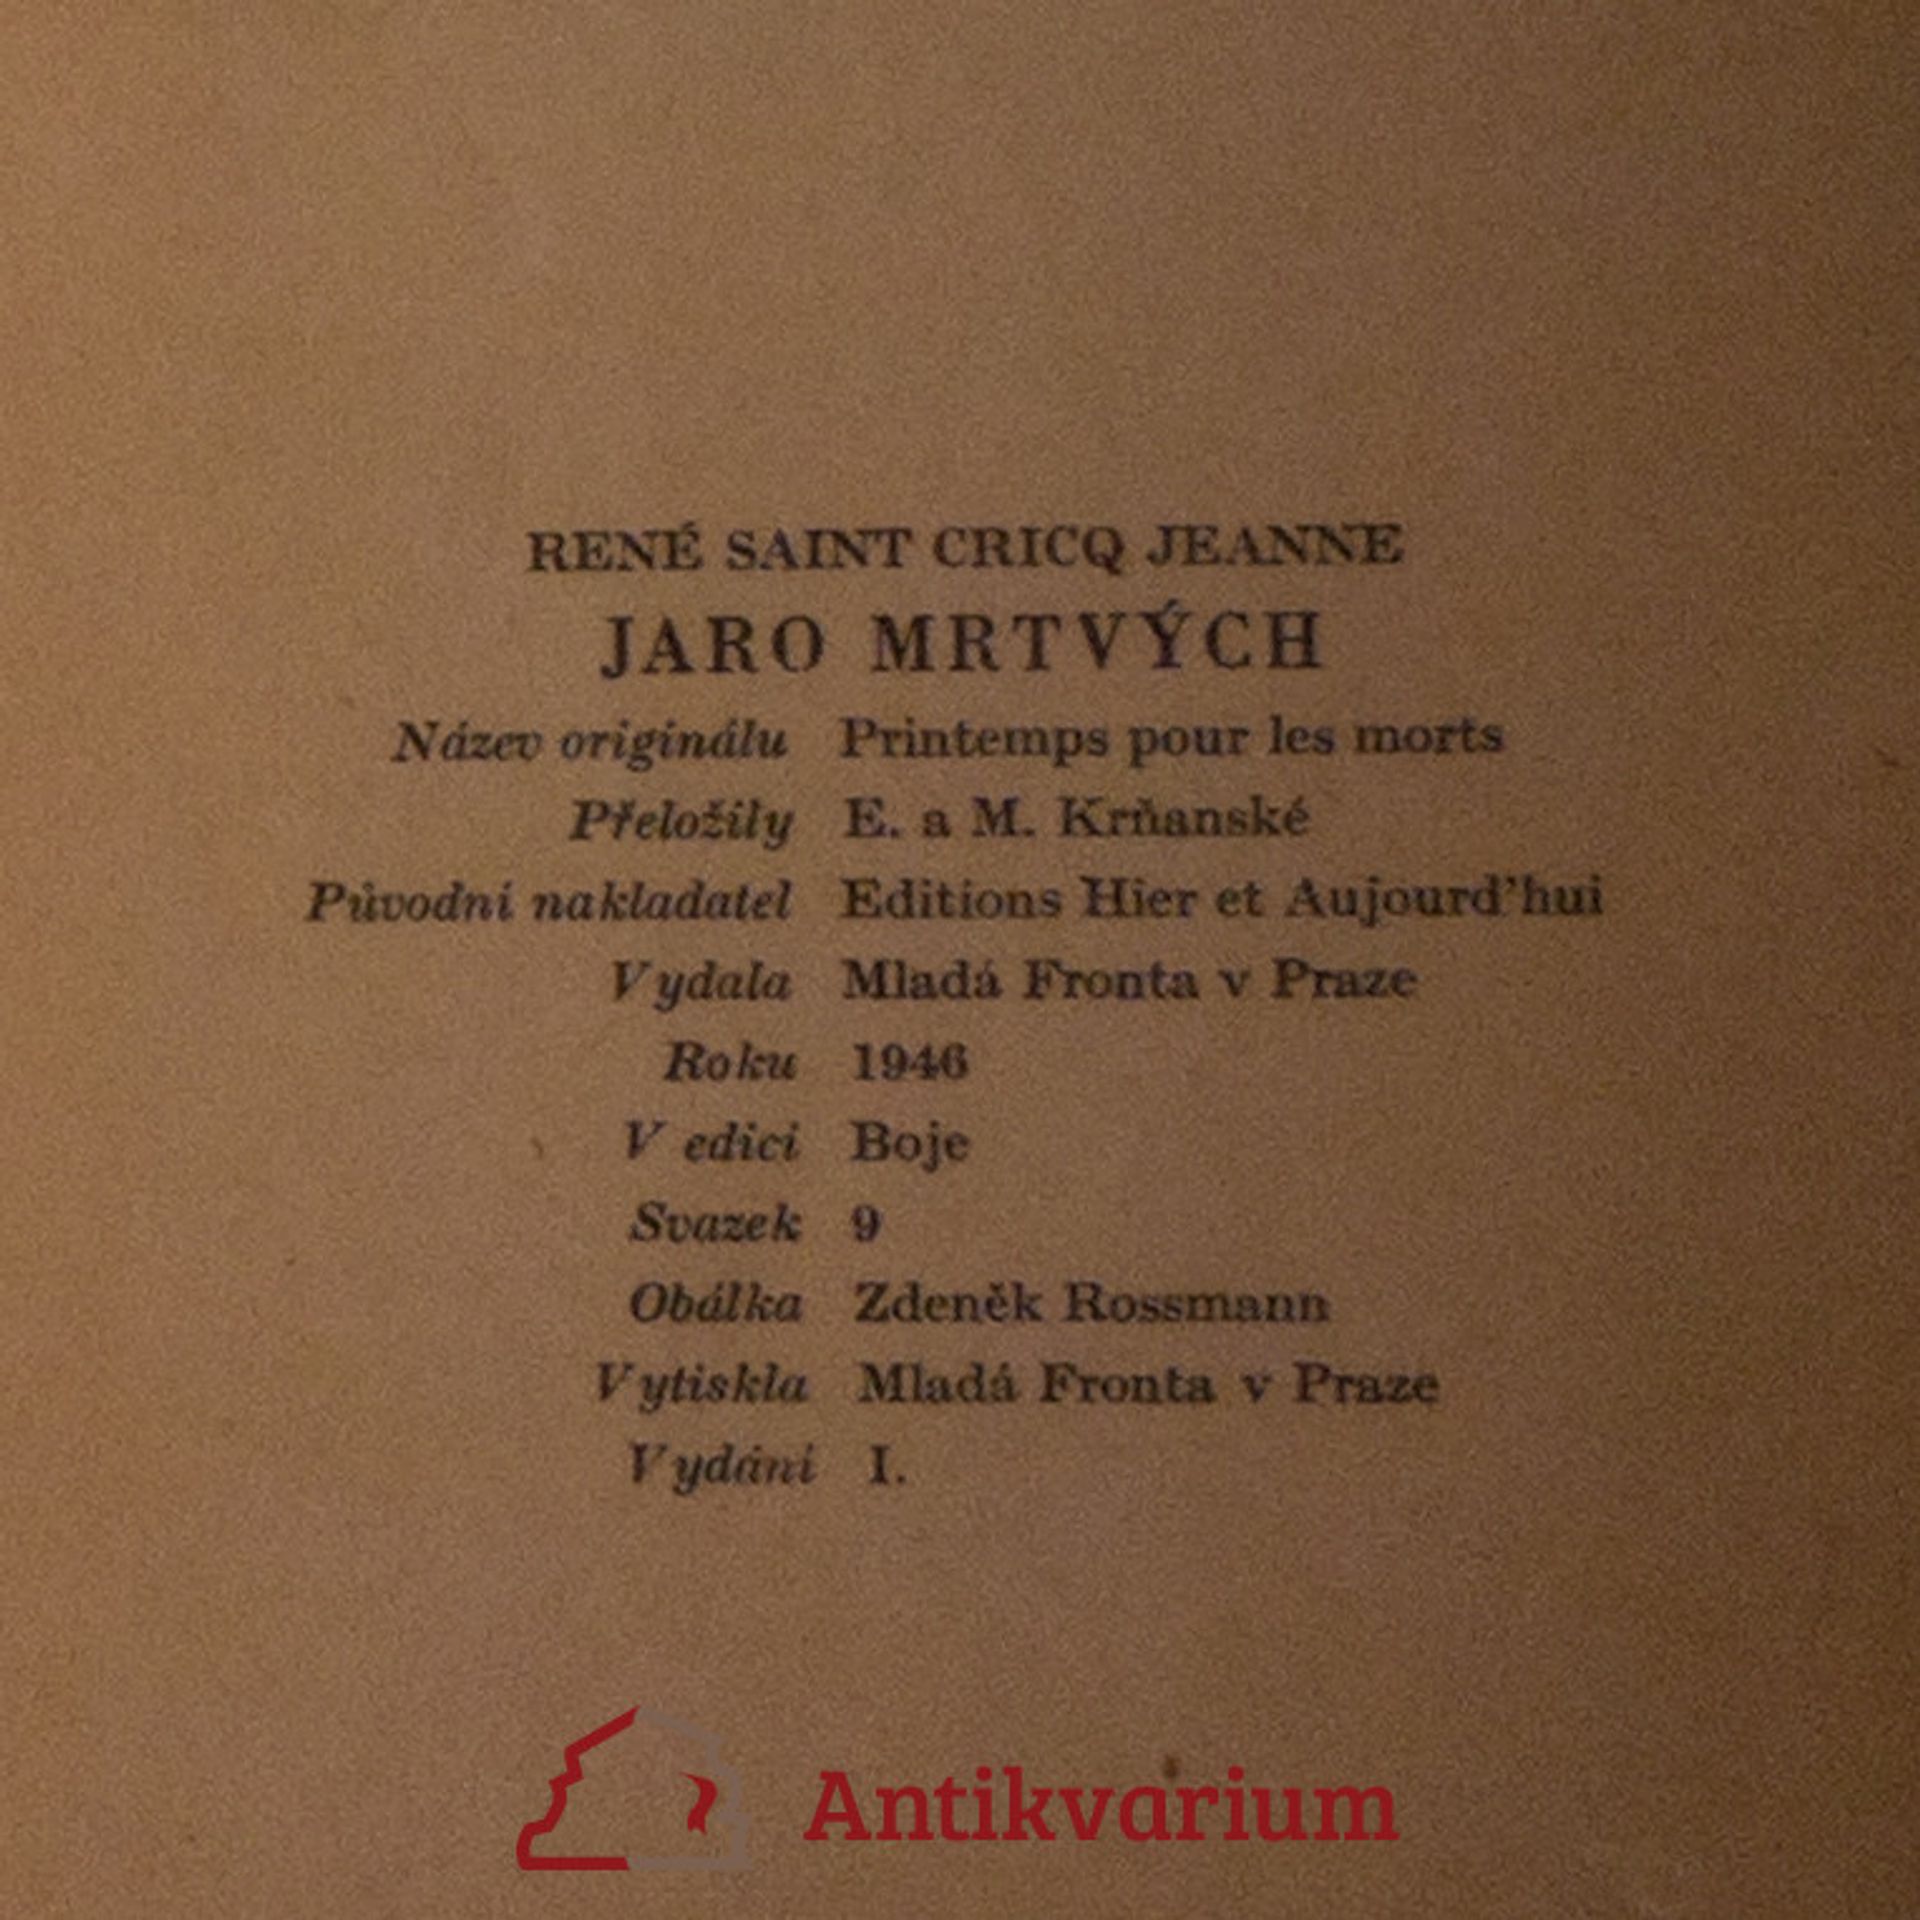 RENÉ SAINT CRICQ JEANNE
JARO MRTVÝCH
Název originálu Printemps pour les morts
Přeložily E. a M. Krňanské
Původní nakladatel Editions Hier et Aujourd'hui
Vydala Mladá Fronta v Praze
Roku 1946
V edici Boje
Svazek 9
Obálka Zdeněk Rossmann
Vytiskla Mladá Fronta v Praze
Vydání I.
Antikvarium